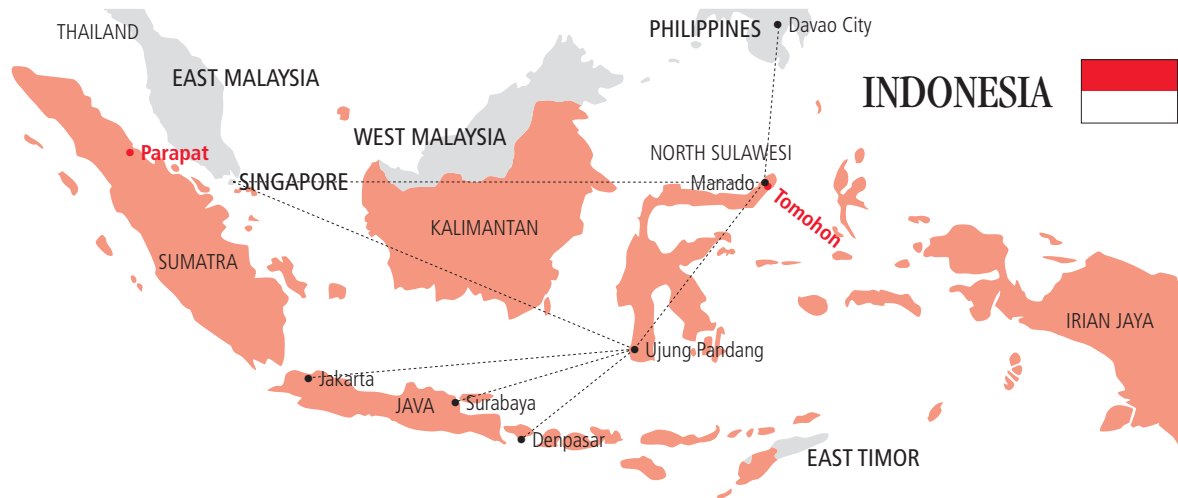 THAILAND
PHILIPPINES
Davao City
EAST MALAYSIA
INDONESIA
WEST MALAYSIA
Parapat
NORTH SULAWESI
SINGAPORE
Manado
Tomohon
KALIMANTAN
SUMATRA
IRIAN JAYA
Ujung Pandang
Jakarta
JAVA
Surabaya
Denpasar
EAST TIMOR